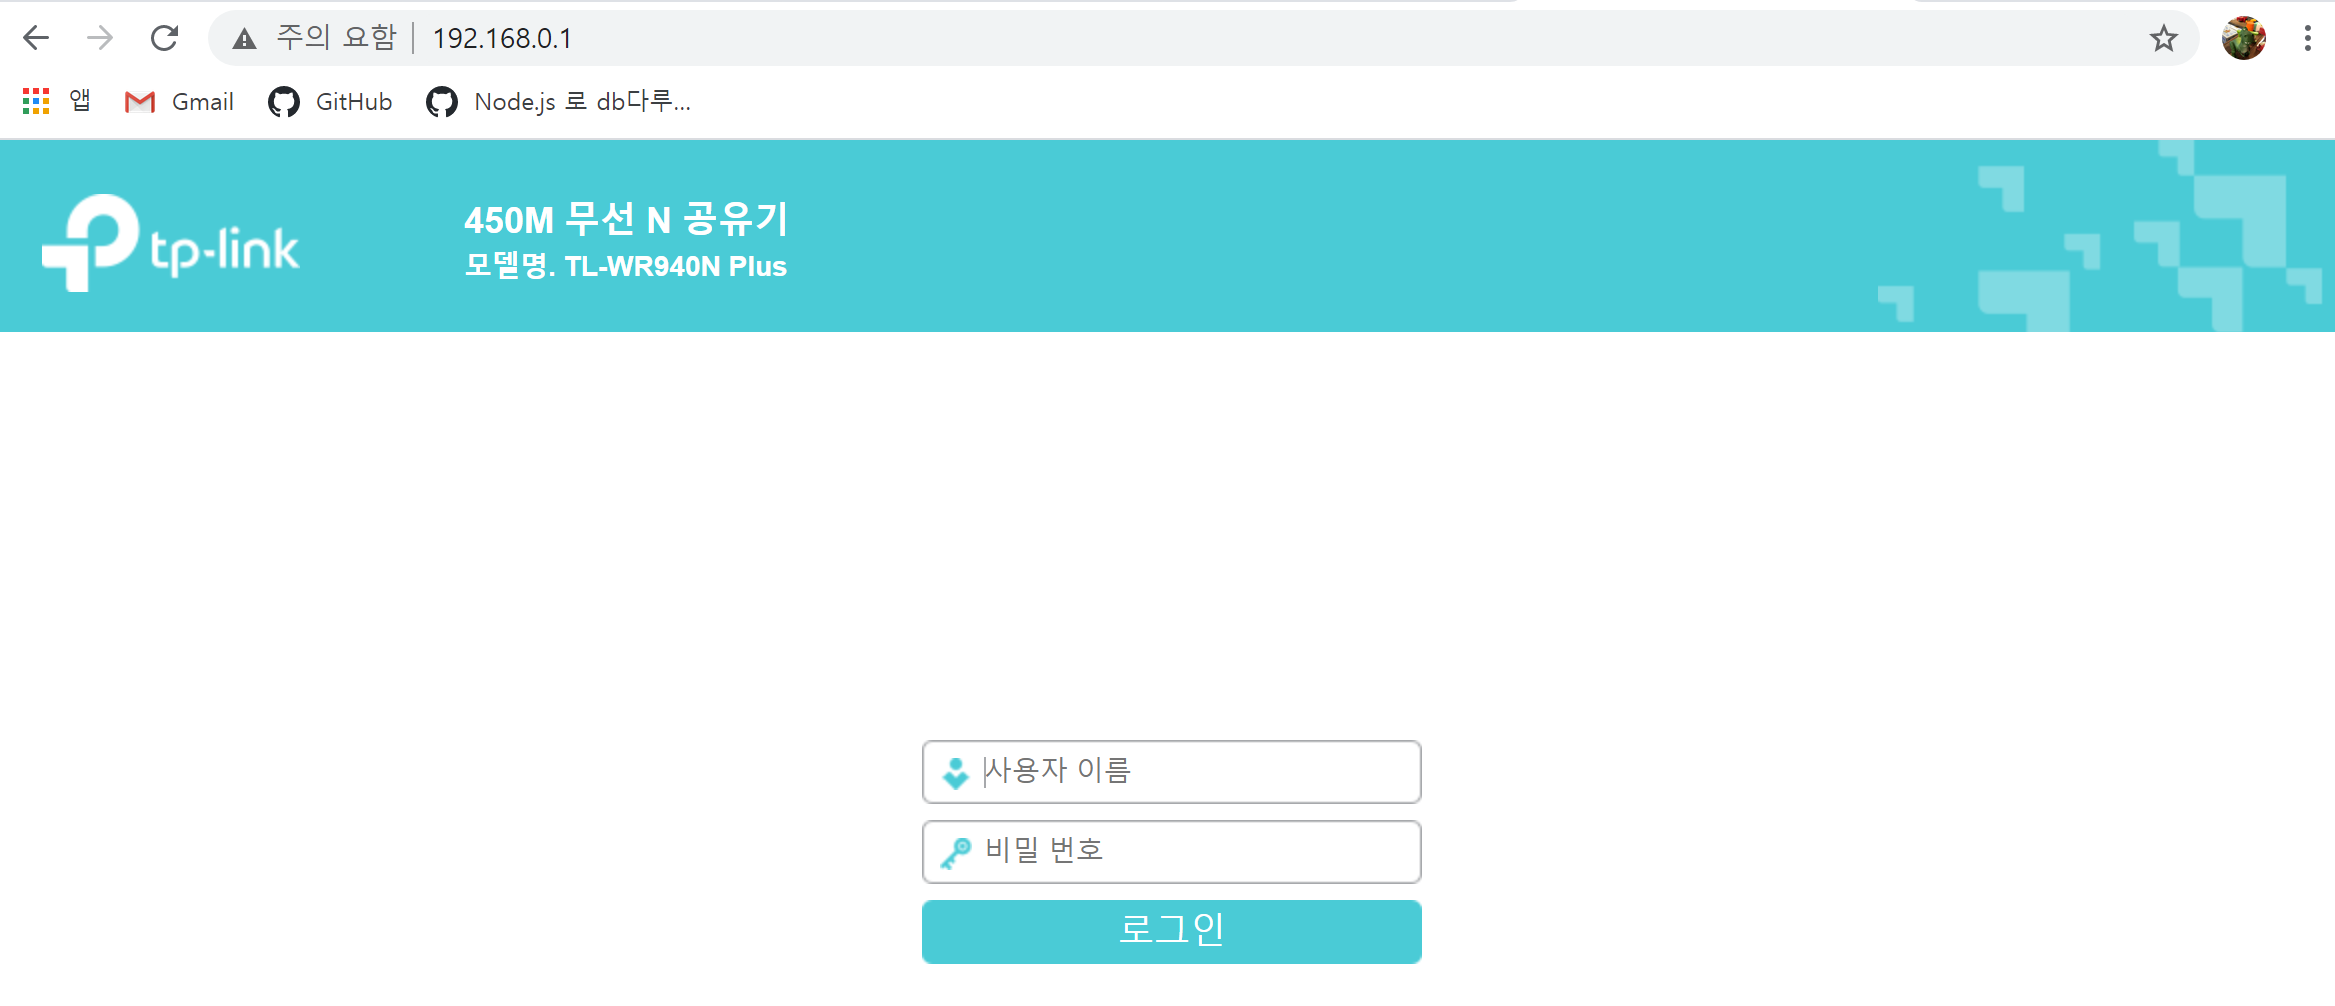 주의 요함 192.168.0.1
앱 Gmail GitHub Node.js 로 db다루...
tp-link
450M 무선 N 공유기
모델명. TL-WR940N Plus
사용자 이름
비밀 번호
로그인